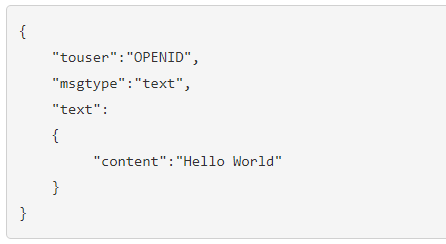 {
    "touser":"OPENID",
    "msgtype":"text",
    "text":
    {
         "content":"Hello World"
    }
}